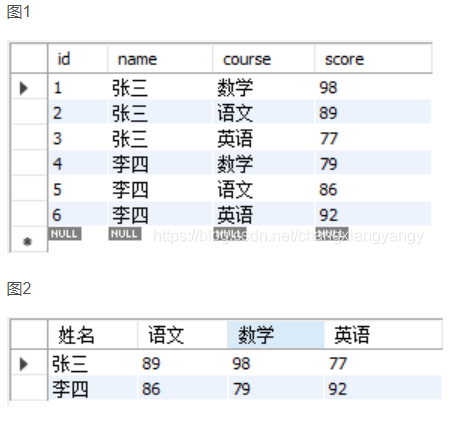 图1
id name course score
1 张三 数学 98
2 张三 语文 89
3 张三 英语 77
4 李四 数学 79
5 李四 语文 86
6 李四 英语 92
NULL NULL NULL NULL
https://blog.csdn.net/changxiangyangy
图2
姓名 语文 数学 英语
张三 89 98 77
李四 86 79 92